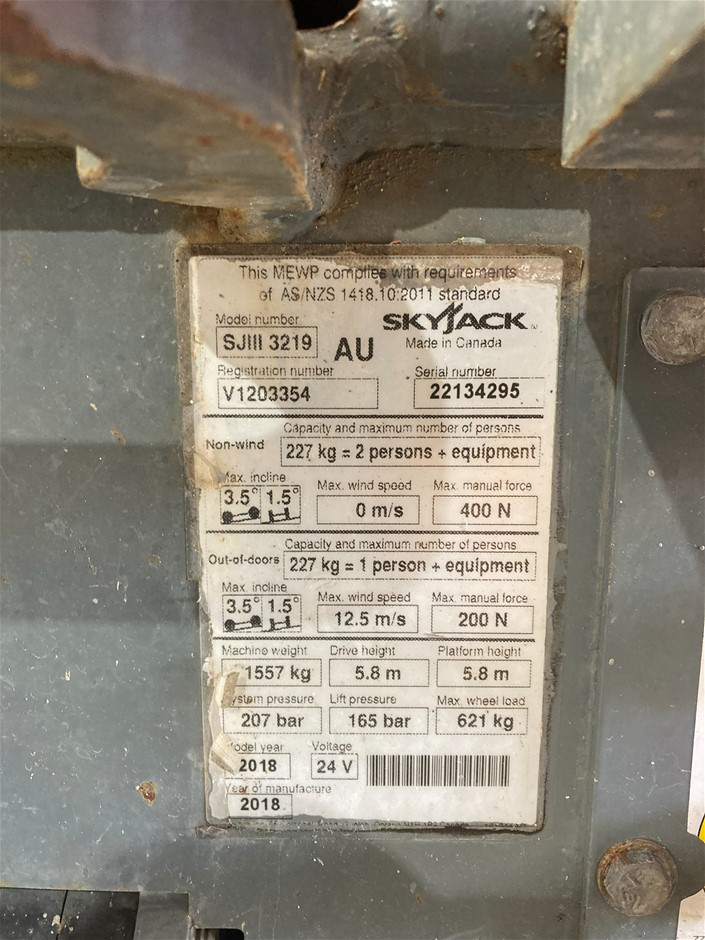 This MEWP complies with requirements
of AS/NZS 1418.10:2011 standard
Model number
SJIII 3219
AU
SKYJACK
Made in Canada
Registration number
V1203354
Serial number
22134295
Capacity and maximum number of persons
Non-wind
227 kg = 2 persons + equipment
Max. incline
3.5° 1.5°
Max. wind speed
0 m/s
Max. manual force
400 N
Capacity and maximum number of persons
Out-of-doors
227 kg = 1 person + equipment
Max. incline
3.5° 1.5°
Max. wind speed
12.5 m/s
Max. manual force
200 N
Machine weight
1557 kg
Drive height
5.8 m
Platform height
5.8 m
System pressure
207 bar
Lift pressure
165 bar
Max. wheel load
621 kg
Model year
2018
Voltage
24 V
Year of manufacture
2018